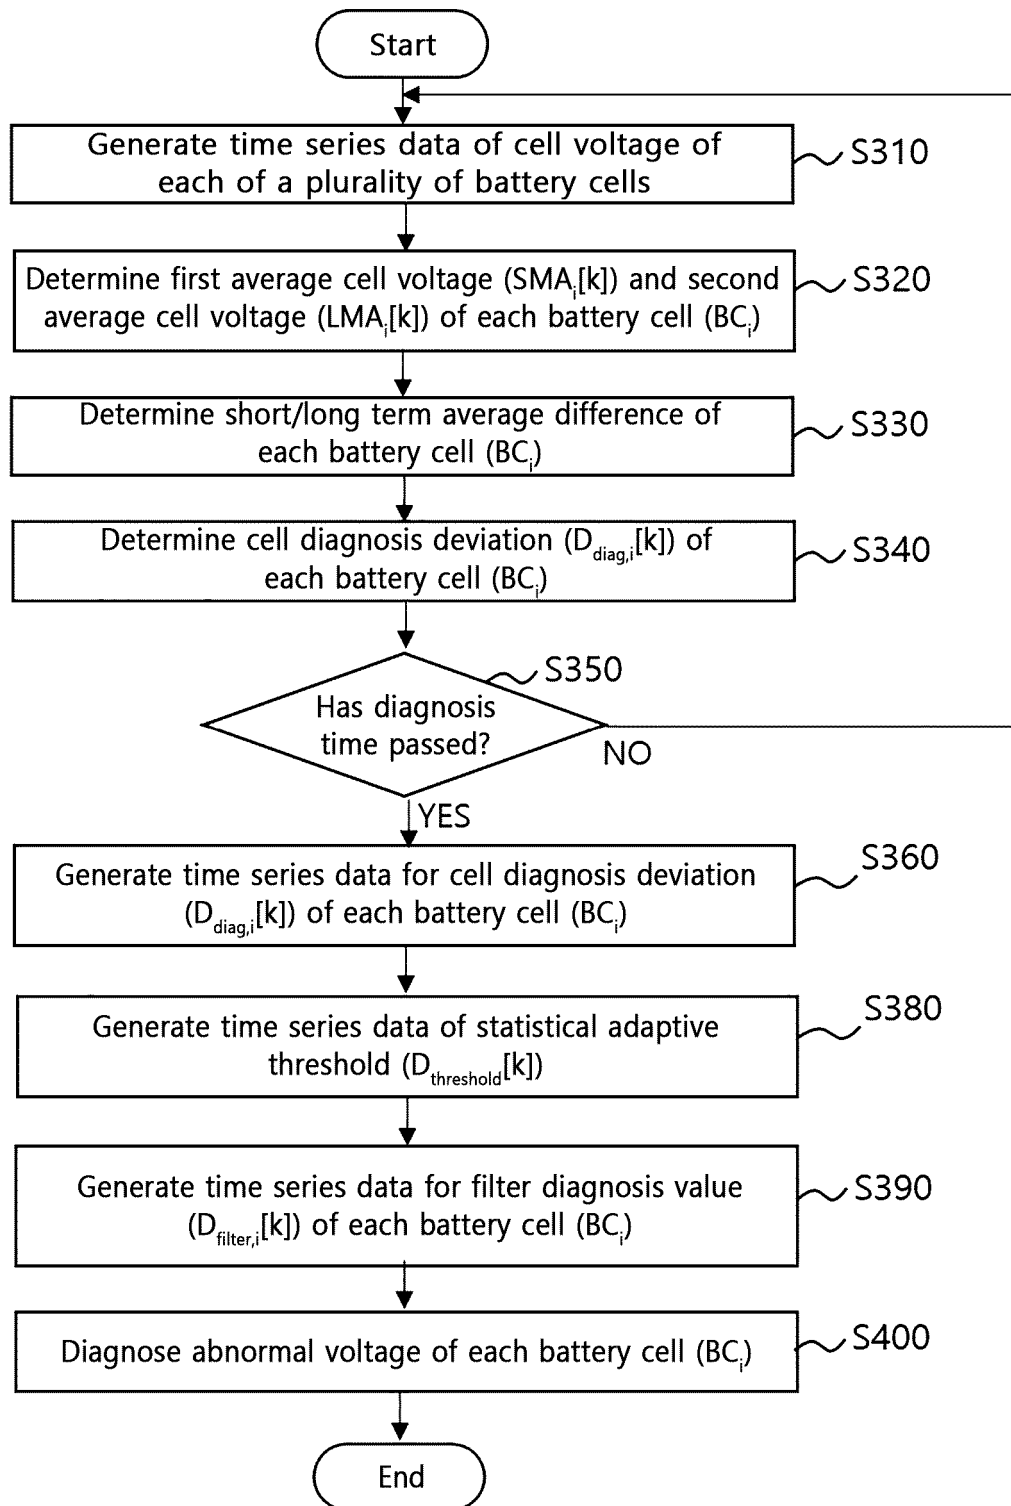 Start
Generate time series data of cell voltage of
each of a plurality of battery cells
S310
Determine first average cell voltage (SMAi[k]) and second
average cell voltage (LMAi[k]) of each battery cell (BCi)
S320
Determine short/long term average difference of
each battery cell (BCi)
S330
Determine cell diagnosis deviation (Ddiag,i[k]) of
each battery cell (BCi)
S340
S350
Has diagnosis
time passed?
NO
YES
Generate time series data for cell diagnosis deviation
(Ddiag,i[k]) of each battery cell (BCi)
S360
Generate time series data of statistical adaptive
threshold (Dthreshold[k])
S380
Generate time series data for filter diagnosis value
(Dfilter,i[k]) of each battery cell (BCi)
S390
Diagnose abnormal voltage of each battery cell (BCi)
S400
End